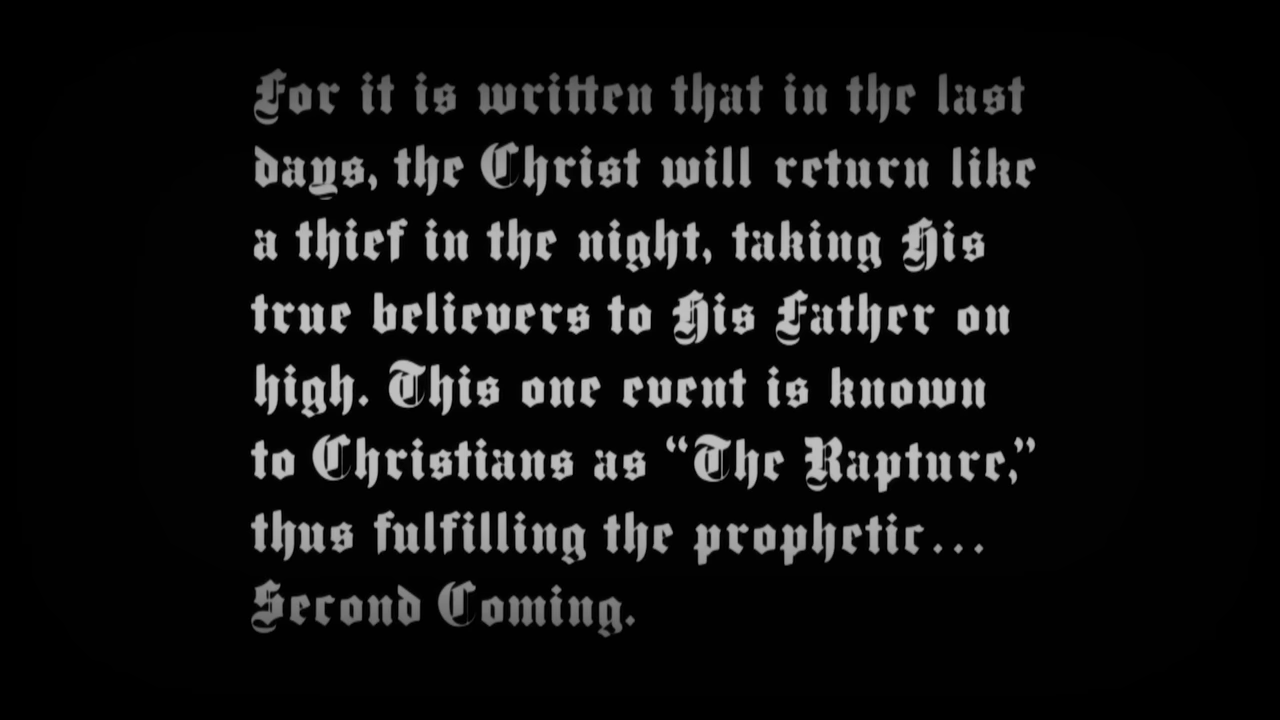 For it is written that in the last
days, the Christ will return like
a thief in the night, taking His
true believers to His Father on
high. This one event is known
to Christians as “The Rapture,”
thus fulfilling the prophetic...
Second Coming.